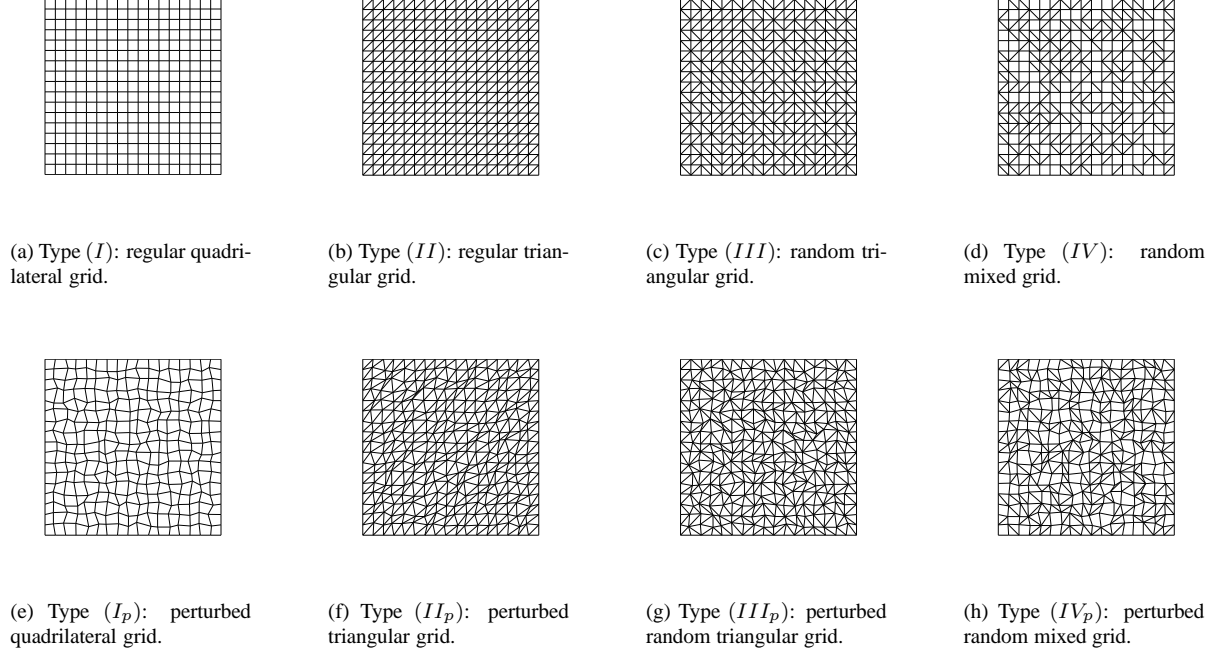 (a) Type (I): regular quadri-
lateral grid.
(b) Type (II): regular trian-
gular grid.
(c) Type (III): random tri-
angular grid.
(d) Type (IV): random
mixed grid.
(e) Type (I_p): perturbed
quadrilateral grid.
(f) Type (II_p): perturbed
triangular grid.
(g) Type (III_p): perturbed
random triangular grid.
(h) Type (IV_p): perturbed
random mixed grid.